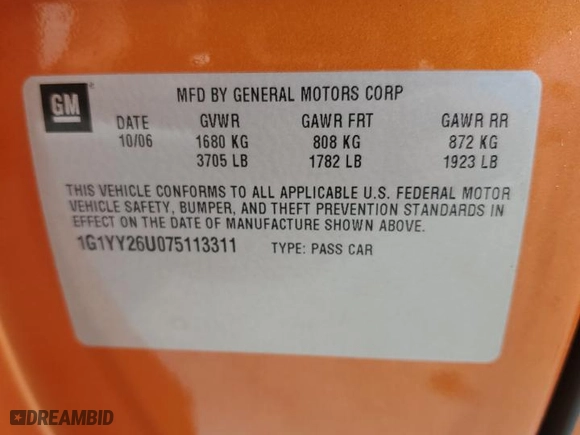 GM
MFD BY GENERAL MOTORS CORP
DATE GVWR GAWR FRT GAWR RR
10/06 1680 KG 808 KG 872 KG
3705 LB 1782 LB 1923 LB
THIS VEHICLE CONFORMS TO ALL APPLICABLE U.S. FEDERAL MOTOR
VEHICLE SAFETY, BUMPER, AND THEFT PREVENTION STANDARDS IN
EFFECT ON THE DATE OF MANUFACTURE SHOWN ABOVE.
1G1YY26U075113311 TYPE: PASS CAR
DREAMBID